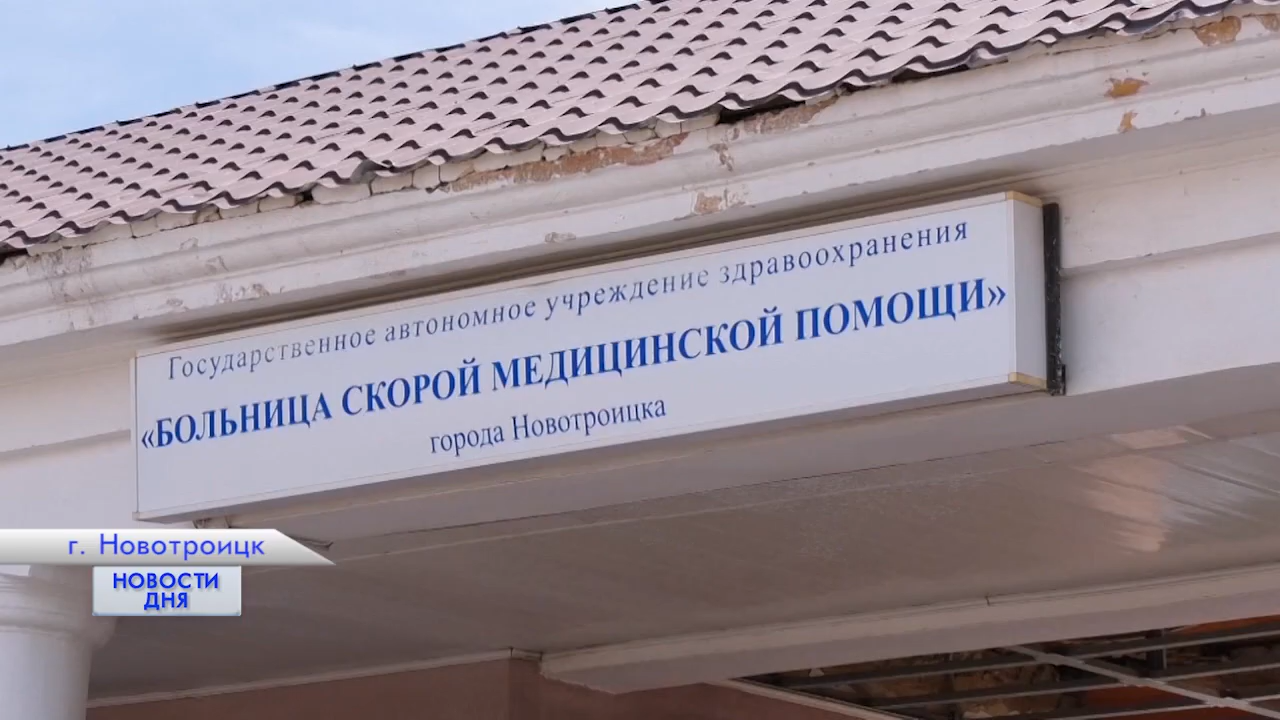 Государственное автономное учреждение здравоохранения
«БОЛЬНИЦА СКОРОЙ МЕДИЦИНСКОЙ ПОМОЩИ»
города Новотроицка
г. Новотроицк
НОВОСТИ
ДНЯ